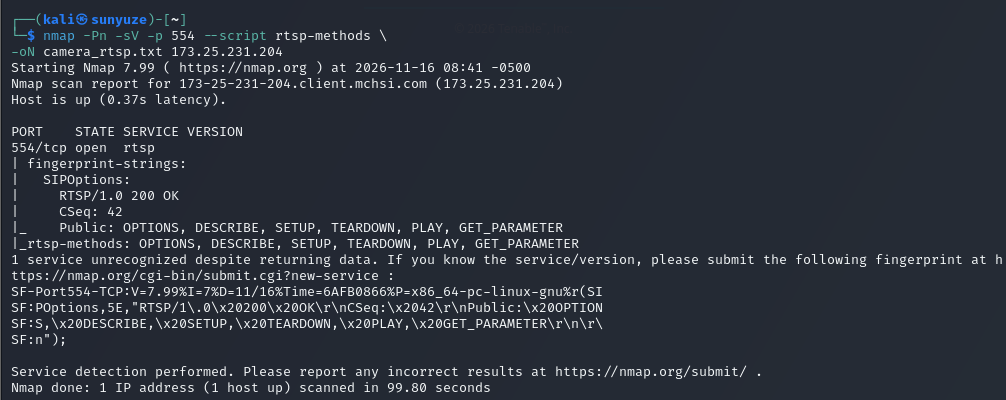 ┌──(kali㉿sunyuze)-[~]
└─$ nmap -Pn -sV -p 554 --script rtsp-methods \
-oN camera_rtsp.txt 173.25.231.204
Starting Nmap 7.99 ( https://nmap.org ) at 2026-11-16 08:41 -0500
Nmap scan report for 173-25-231-204.client.mchsi.com (173.25.231.204)
Host is up (0.37s latency).

PORT    STATE SERVICE VERSION
554/tcp open  rtsp
| fingerprint-strings:
|   SIPOptions:
|     RTSP/1.0 200 OK
|     CSeq: 42
|_    Public: OPTIONS, DESCRIBE, SETUP, TEARDOWN, PLAY, GET_PARAMETER
|_rtsp-methods: OPTIONS, DESCRIBE, SETUP, TEARDOWN, PLAY, GET_PARAMETER
1 service unrecognized despite returning data. If you know the service/version, please submit the following fingerprint at h
ttps://nmap.org/cgi-bin/submit.cgi?new-service :
SF-Port554-TCP:V=7.99%I=7%D=11/16%Time=6AFB0866%P=x86_64-pc-linux-gnu%r(SI
SF:POptions,5E,"RTSP/1\.0\x20200\x20OK\r\nCSeq:\x2042\r\nPublic:\x20OPTION
SF:S,\x20DESCRIBE,\x20SETUP,\x20TEARDOWN,\x20PLAY,\x20GET_PARAMETER\r\n\r\
SF:n");

Service detection performed. Please report any incorrect results at https://nmap.org/submit/ .
Nmap done: 1 IP address (1 host up) scanned in 99.80 seconds